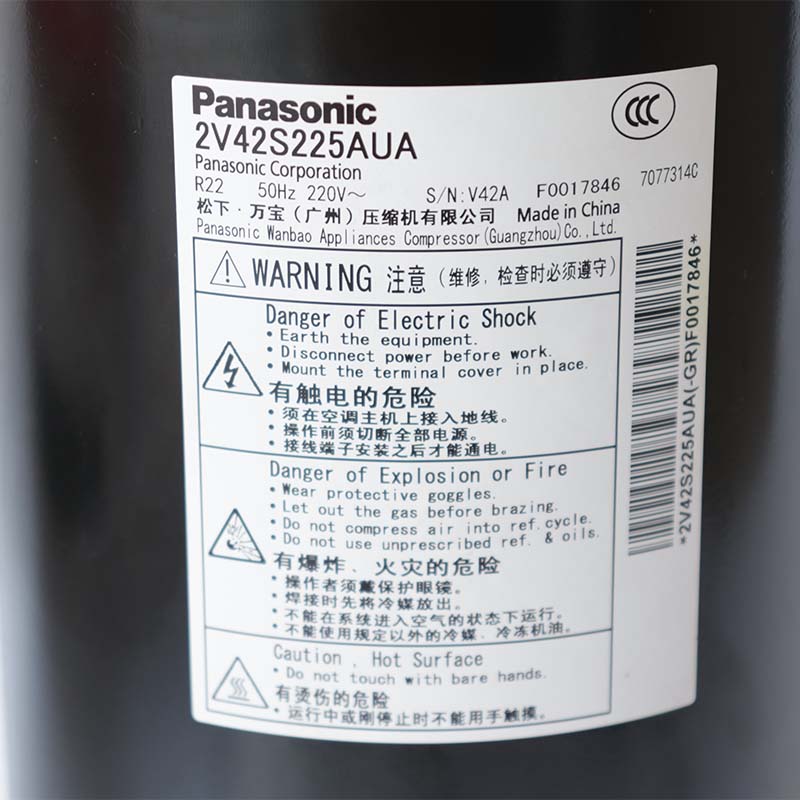 Panasonic
2V42S225AUA
Panasonic Corporation
R22 50Hz 220V～ S/N:V42A F0017846 7077314C
松下·万宝（广州）压缩机有限公司 Made in China
Panasonic Wanbao Appliances Compressor(Guangzhou)Co.,Ltd.
CCC
WARNING 注意（维修，检查时必须遵守）
Danger of Electric Shock
• Earth the equipment.
• Disconnect power before work.
• Mount the terminal cover in place.
有触电的危险
• 须在空调主机上接入地线。
• 操作前须切断全部电源。
• 接线端子安装之后才能通电。
Danger of Explosion or Fire
• Wear protective goggles.
• Let out the gas before brazing.
• Do not compress air into ref.cycle.
• Do not use unprescribed ref. & oils.
有爆炸、火灾的危险
• 操作者须戴保护眼镜。
• 焊接时先将冷媒放出。
• 不能在系统进入空气的状态下运行。
• 不能使用规定以外的冷媒、冷冻机油。
Caution , Hot Surface
• Do not touch with bare hands.
有烫伤的危险
• 运行中或刚停止时不能用手触摸。
*2V42S225AUA(-GR)F0017846*